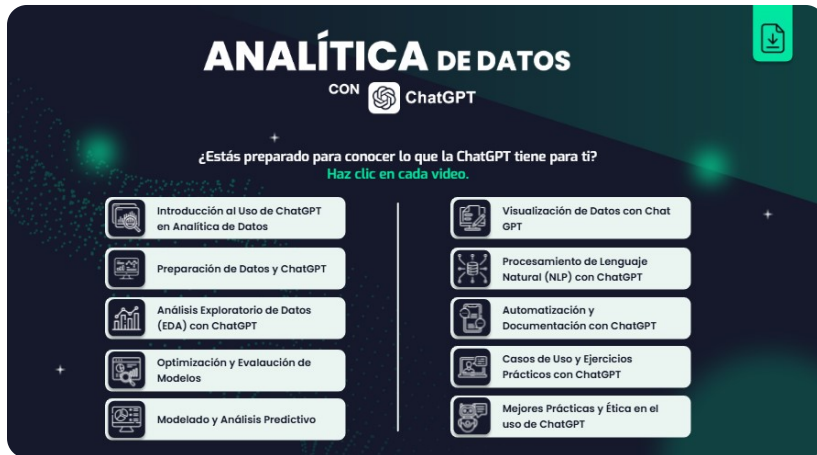 ANALÍTICA DE DATOS
CON ChatGPT
¿Estás preparado para conocer lo que la ChatGPT tiene para ti?
Haz clic en cada video.
Introducción al Uso de ChatGPT
en Analítica de Datos
Preparación de Datos y ChatGPT
Análisis Exploratorio de Datos
(EDA) con ChatGPT
Optimización y Evalaución de
Modelos
Modelado y Análisis Predictivo
Visualización de Datos con Chat
GPT
Procesamiento de Lenguaje
Natural (NLP) con ChatGPT
Automatización y
Documentación con ChatGPT
Casos de Uso y Ejercicios
Prácticos con ChatGPT
Mejores Prácticas y Ética en el
uso de ChatGPT